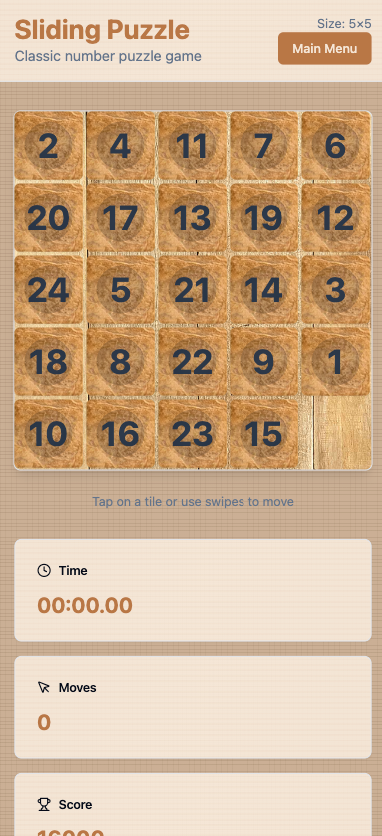 Sliding Puzzle
Size: 5×5
Classic number puzzle game
Main Menu
2 4 11 7 6
20 17 13 19 12
24 5 21 14 3
18 8 22 9 1
10 16 23 15
Tap on a tile or use swipes to move
Time
00:00.00
Moves
0
Score